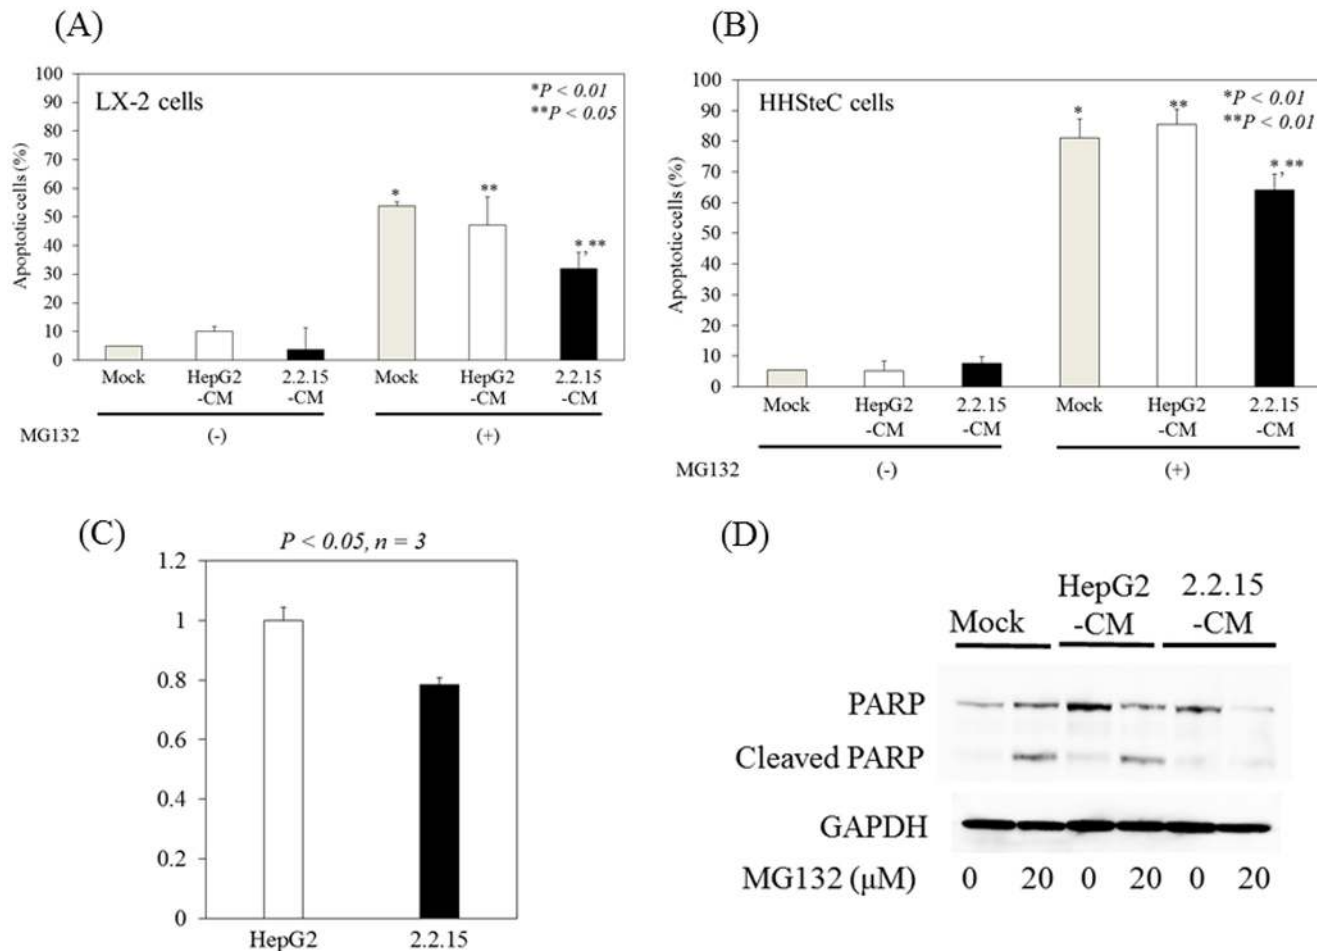 (A)
100
90
80
70
60
50
40
30
20
10
0
Apoptotic cells (%)
LX-2 cells
*P < 0.01
**P < 0.05
*
**
*,**
Mock HepG2 -CM 2.2.15 -CM Mock HepG2 -CM 2.2.15 -CM
MG132 (-) (+)
(B)
100
90
80
70
60
50
40
30
20
10
0
Apoptotic cells (%)
HHSteC cells
*P < 0.01
**P < 0.01
*
**
*,**
Mock HepG2 -CM 2.2.15 -CM Mock HepG2 -CM 2.2.15 -CM
MG132 (-) (+)
(C)
P < 0.05, n = 3
1.2
1
0.8
0.6
0.4
0.2
0
HepG2 2.2.15
(D)
Mock HepG2 -CM 2.2.15 -CM
PARP
Cleaved PARP
GAPDH
MG132 (μM) 0 20 0 20 0 20